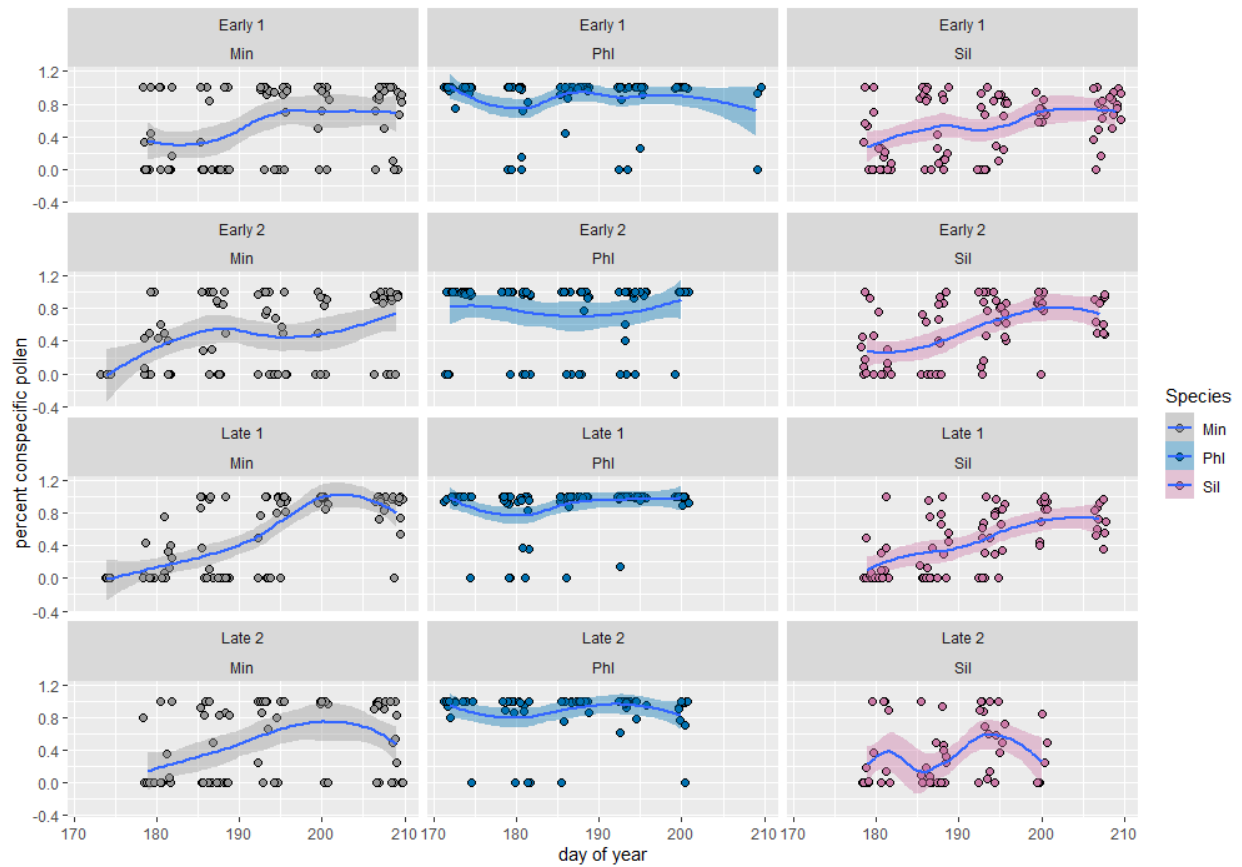 Early 1 Early 1 Early 1
Min Phl Sil
1.2
0.8
0.4
0.0
-0.4
Early 2 Early 2 Early 2
Min Phl Sil
1.2
0.8
0.4
0.0
-0.4
Late 1 Late 1 Late 1
Min Phl Sil
1.2
0.8
0.4
0.0
-0.4
Late 2 Late 2 Late 2
Min Phl Sil
1.2
0.8
0.4
0.0
-0.4
170 180 190 200 210 170 180 190 200 210 170 180 190 200 210
day of year
percent conspecific pollen
Species
Min
Phl
Sil